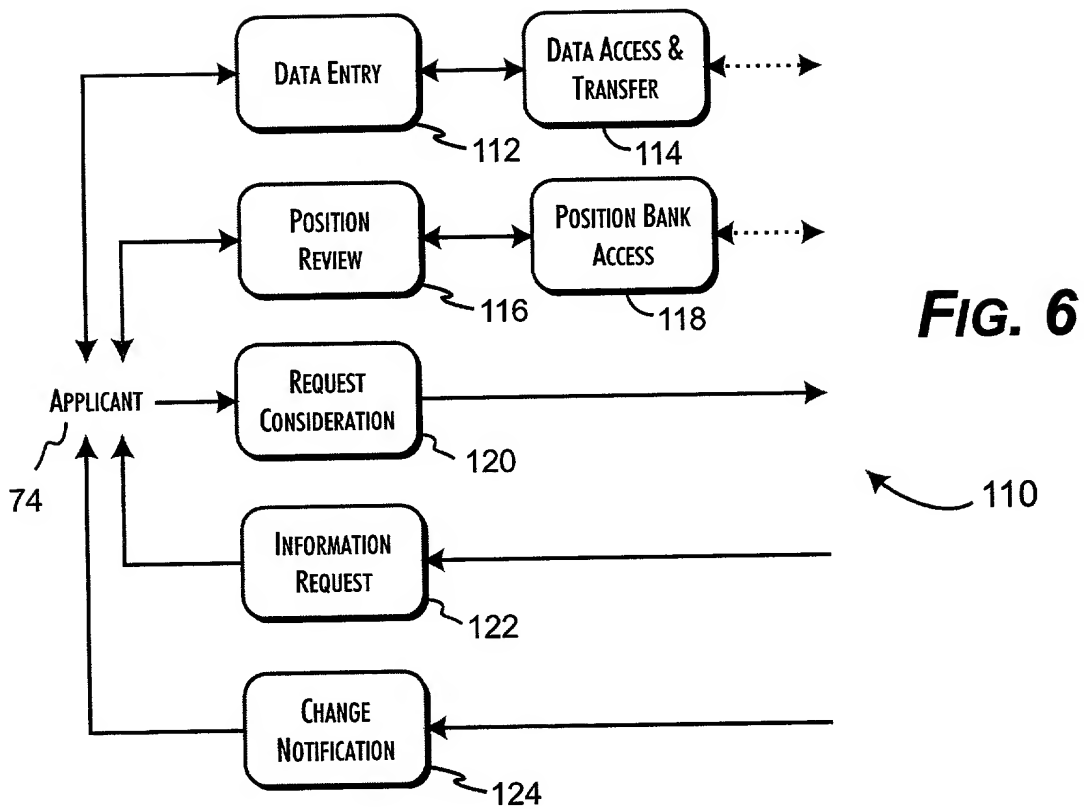 DATA ENTRY
112
DATA ACCESS &
TRANSFER
114
POSITION
REVIEW
116
POSITION BANK
ACCESS
118
FIG. 6
APPLICANT
74
REQUEST
CONSIDERATION
120
110
INFORMATION
REQUEST
122
CHANGE
NOTIFICATION
124